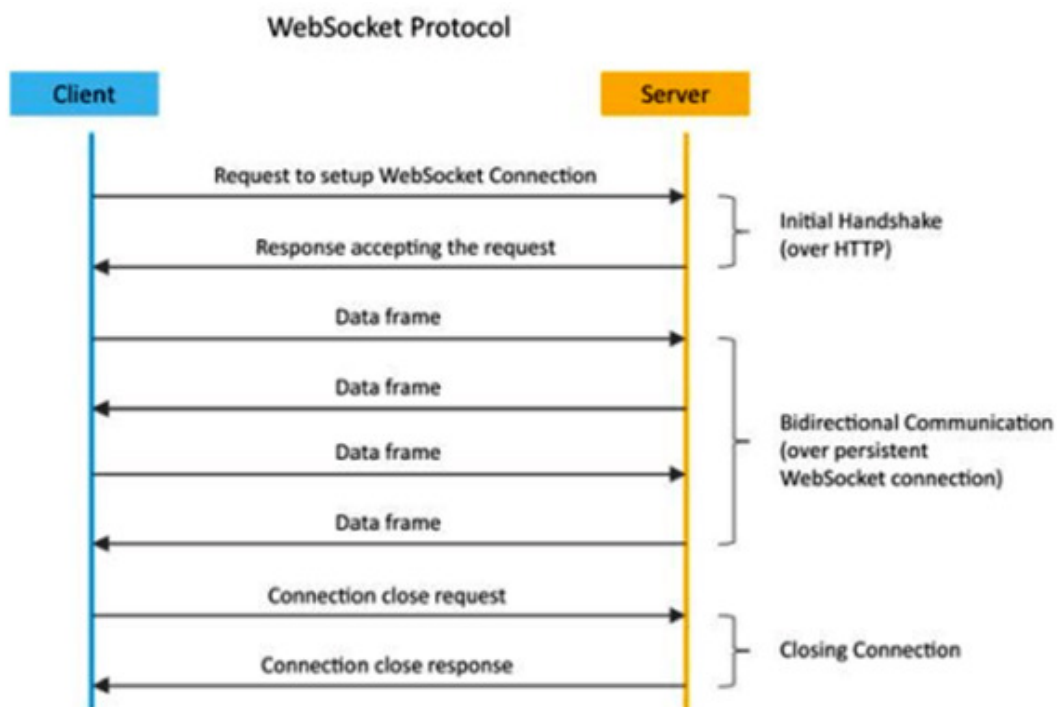 WebSocket Protocol
Client
Server
Request to setup WebSocket Connection
Response accepting the request
Initial Handshake
(over HTTP)
Data frame
Data frame
Data frame
Data frame
Bidirectional Communication
(over persistent
WebSocket connection)
Connection close request
Connection close response
Closing Connection